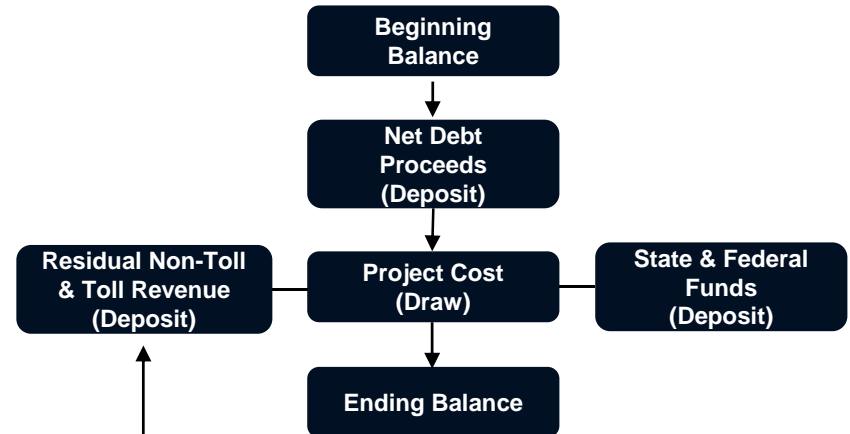 Beginning
Balance
Net Debt
Proceeds
(Deposit)
Residual Non-Toll
& Toll Revenue
(Deposit)
Project Cost
(Draw)
State & Federal
Funds
(Deposit)
Ending Balance